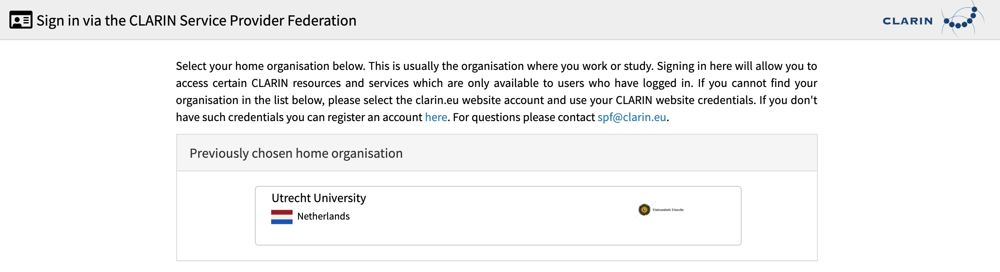 Sign in via the CLARIN Service Provider Federation
CLARIN
Select your home organisation below. This is usually the organisation where you work or study. Signing in here will allow you to
access certain CLARIN resources and services which are only available to users who have logged in. If you cannot find your
organisation in the list below, please select the clarin.eu website account and use your CLARIN website credentials. If you don't
have such credentials you can register an account here. For questions please contact spf@clarin.eu.
Previously chosen home organisation
Utrecht University
Netherlands
Universiteit Utrecht